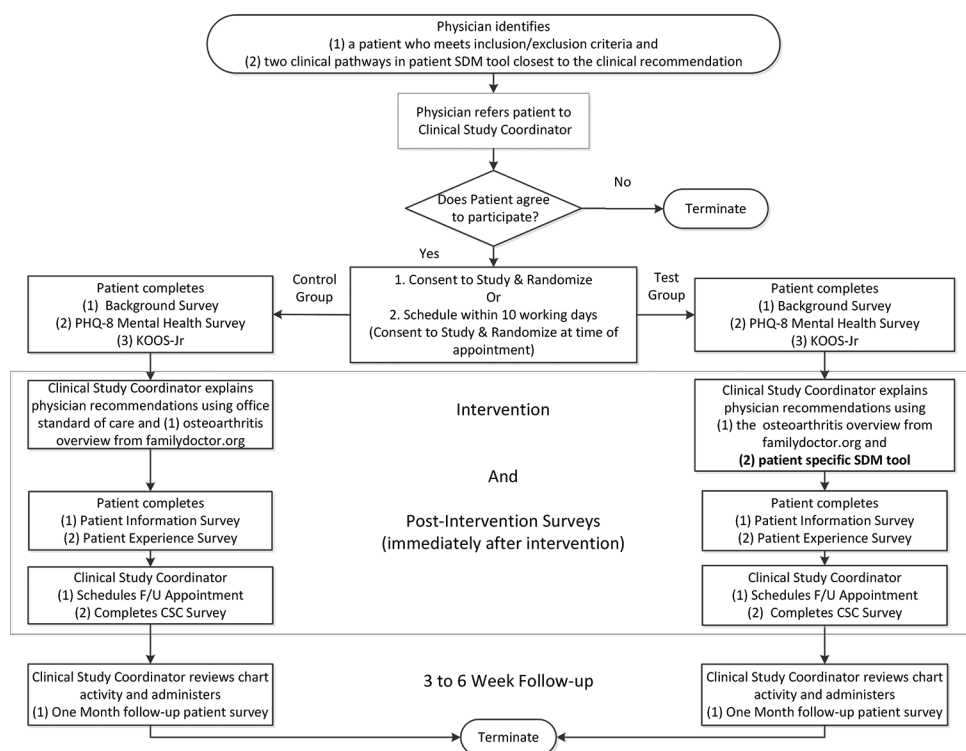 Physician identifies
(1) a patient who meets inclusion/exclusion criteria and
(2) two clinical pathways in patient SDM tool closest to the clinical recommendation
Physician refers patient to
Clinical Study Coordinator
Does Patient agree
to participate?
No
Terminate
Yes
Control
Group
1. Consent to Study & Randomize
Or
2. Schedule within 10 working days
(Consent to Study & Randomize at time of
appointment)
Test
Group
Patient completes
(1) Background Survey
(2) PHQ-8 Mental Health Survey
(3) KOOS-Jr
Patient completes
(1) Background Survey
(2) PHQ-8 Mental Health Survey
(3) KOOS-Jr
Clinical Study Coordinator explains
physician recommendations using office
standard of care and (1) osteoarthritis
overview from familydoctor.org
Intervention
Clinical Study Coordinator explains
physician recommendations using
(1) the osteoarthritis overview from
familydoctor.org and
(2) patient specific SDM tool
And
Patient completes
(1) Patient Information Survey
(2) Patient Experience Survey
Post-Intervention Surveys
(immediately after intervention)
Patient completes
(1) Patient Information Survey
(2) Patient Experience Survey
Clinical Study Coordinator
(1) Schedules F/U Appointment
(2) Completes CSC Survey
Clinical Study Coordinator
(1) Schedules F/U Appointment
(2) Completes CSC Survey
Clinical Study Coordinator reviews chart
activity and administers
(1) One Month follow-up patient survey
3 to 6 Week Follow-up
Clinical Study Coordinator reviews chart
activity and administers
(1) One Month follow-up patient survey
Terminate